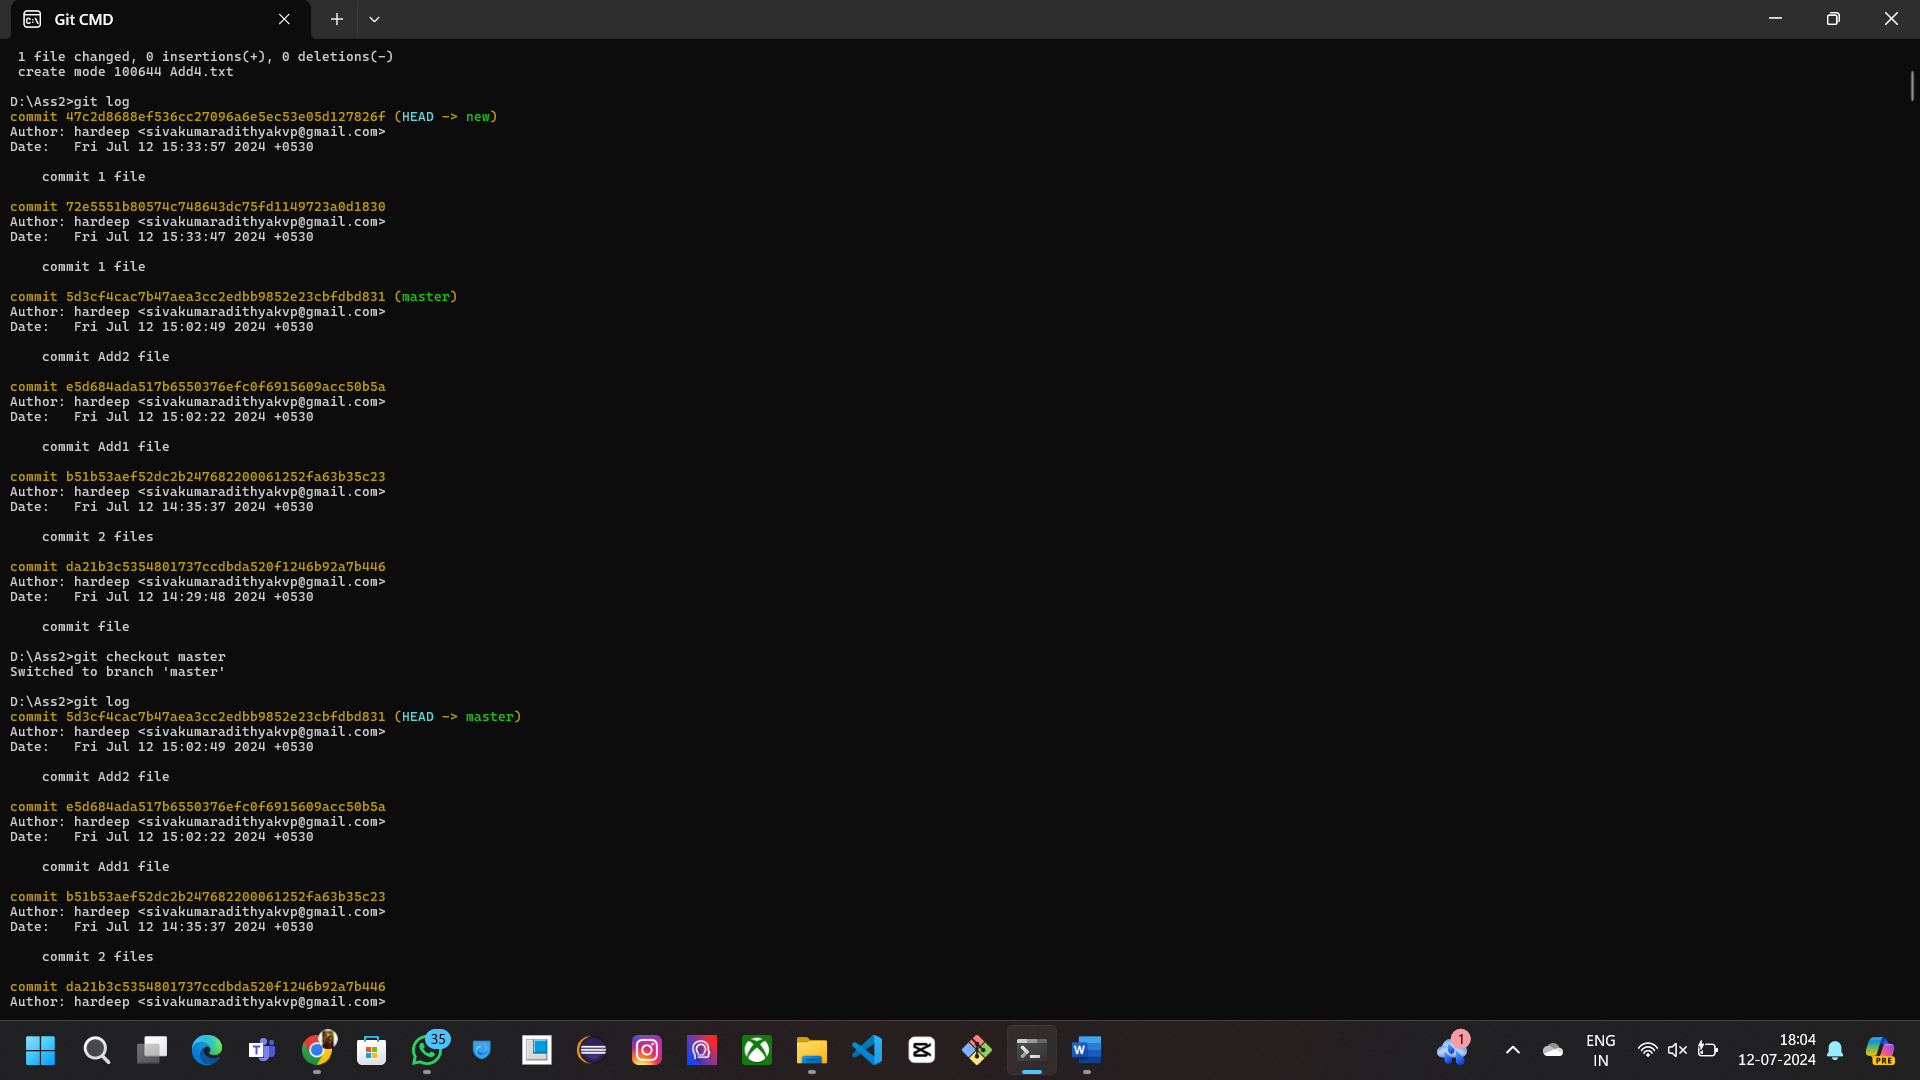 Git CMD
1 file changed, 0 insertions(+), 0 deletions(-)
create mode 100644 Add4.txt
D:\Ass2>git log
commit 47c2d8688ef536cc27096a6e5ec53e05d127826f (HEAD -> new)
Author: hardeep <sivakumaradithyakvp@gmail.com>
Date:   Fri Jul 12 15:33:57 2024 +0530
commit 1 file
commit 72e5551b80574c748643dc75fd1149723a0d1830
Author: hardeep <sivakumaradithyakvp@gmail.com>
Date:   Fri Jul 12 15:33:47 2024 +0530
commit 1 file
commit 5d3cf4cac7b47aea3cc2edbb9852e23cbfdbd831 (master)
Author: hardeep <sivakumaradithyakvp@gmail.com>
Date:   Fri Jul 12 15:02:49 2024 +0530
commit Add2 file
commit e5d684ada517b6550376efc0f6915609acc50b5a
Author: hardeep <sivakumaradithyakvp@gmail.com>
Date:   Fri Jul 12 15:02:22 2024 +0530
commit Add1 file
commit b51b53aef52dc2b247682200061252fa63b35c23
Author: hardeep <sivakumaradithyakvp@gmail.com>
Date:   Fri Jul 12 14:35:37 2024 +0530
commit 2 files
commit da21b3c5354801737ccdbda520f1246b92a7b446
Author: hardeep <sivakumaradithyakvp@gmail.com>
Date:   Fri Jul 12 14:29:48 2024 +0530
commit file
D:\Ass2>git checkout master
Switched to branch 'master'
D:\Ass2>git log
commit 5d3cf4cac7b47aea3cc2edbb9852e23cbfdbd831 (HEAD -> master)
Author: hardeep <sivakumaradithyakvp@gmail.com>
Date:   Fri Jul 12 15:02:49 2024 +0530
commit Add2 file
commit e5d684ada517b6550376efc0f6915609acc50b5a
Author: hardeep <sivakumaradithyakvp@gmail.com>
Date:   Fri Jul 12 15:02:22 2024 +0530
commit Add1 file
commit b51b53aef52dc2b247682200061252fa63b35c23
Author: hardeep <sivakumaradithyakvp@gmail.com>
Date:   Fri Jul 12 14:35:37 2024 +0530
commit 2 files
commit da21b3c5354801737ccdbda520f1246b92a7b446
Author: hardeep <sivakumaradithyakvp@gmail.com>
35
1
ENG
IN
18:04
12-07-2024
PRE